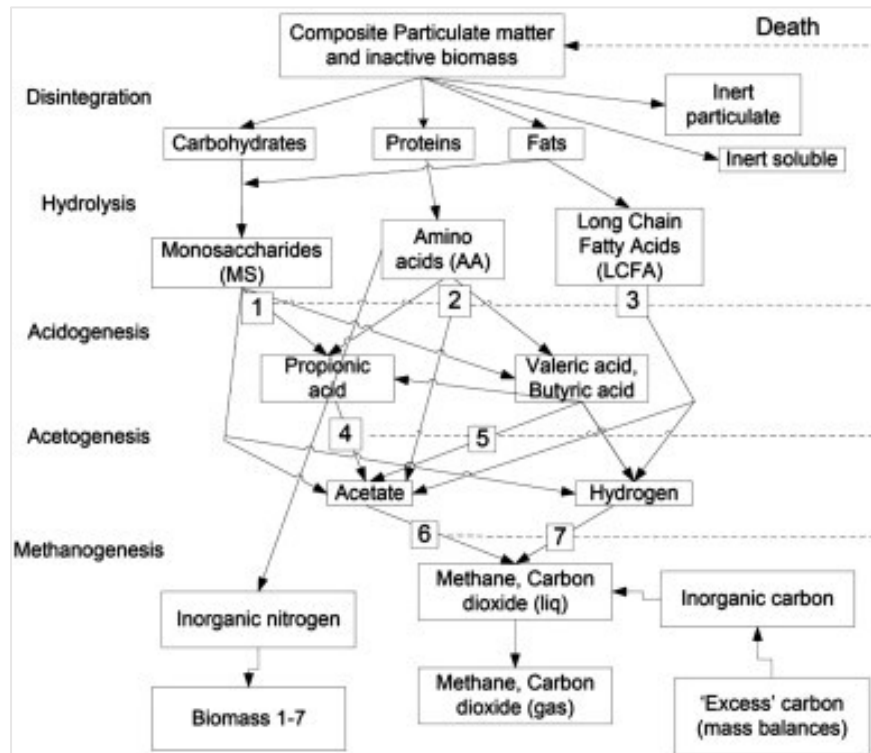 Composite Particulate matter
and inactive biomass
Death
Disintegration
Inert
particulate
Carbohydrates
Proteins
Fats
Inert soluble
Hydrolysis
Monosaccharides
(MS)
Amino
acids (AA)
Long Chain
Fatty Acids
(LCFA)
1
2
3
Acidogenesis
Propionic
acid
Valeric acid,
Butyric acid
Acetogenesis
4
5
Acetate
Hydrogen
6
7
Methanogenesis
Methane, Carbon
dioxide (liq)
Inorganic carbon
Inorganic nitrogen
Biomass 1-7
Methane, Carbon
dioxide (gas)
'Excess' carbon
(mass balances)